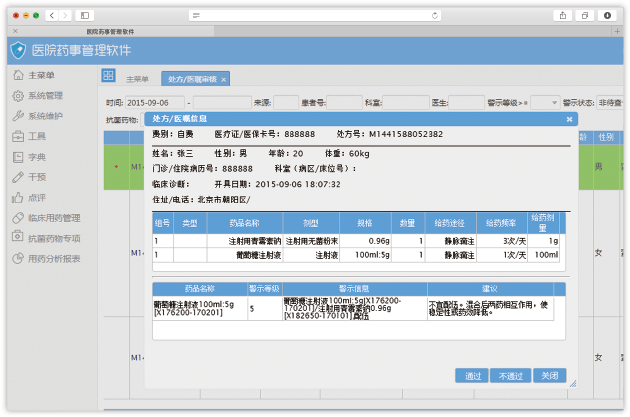 医院药事管理软件
医院药事管理软件
主菜单
系统管理
系统维护
工具
字典
干预
点评
临床用药管理
抗菌药物专项
用药分析报表
主菜单 处方/医嘱审核 ×
时间: 2015-09-06 - 来源: 患者号: 科室: 医生: 警示等级>= 警示状态: 非待查
抗菌药物:
龄 性别
M14 男
M14 女
M14 女
处方/医嘱信息
费别：自费 医疗证/医保卡号：888888 处方号：M1441588052382
姓名：张三 性别：男 年龄：20 体重：60kg
门诊/住院病历号：888888 科室（病区/床位号）：
临床诊断： 开具日期：2015-09-06 18:07:32
住址/电话：北京市朝阳区/
组号 类型 药品名称 剂型 规格 数量 给药途径 给药频率 给药剂量
1 注射用青霉素钠 注射用无菌粉末 0.96g 1 静脉滴注 3次/天 1g
1 葡萄糖注射液 注射液 100ml:5g 1 静脉滴注 1次/天 100ml
药品名称 警示等级 警示信息 建议
葡萄糖注射液100ml:5g
[X176200-170201]
5
葡萄糖注射液100ml:5g[X176200-
170201]/注射用青霉素钠0.96g
[X182650-170101]配伍
不宜配伍。混合后两药相互作用，使
稳定性或药效降低。
通过 不通过 关闭